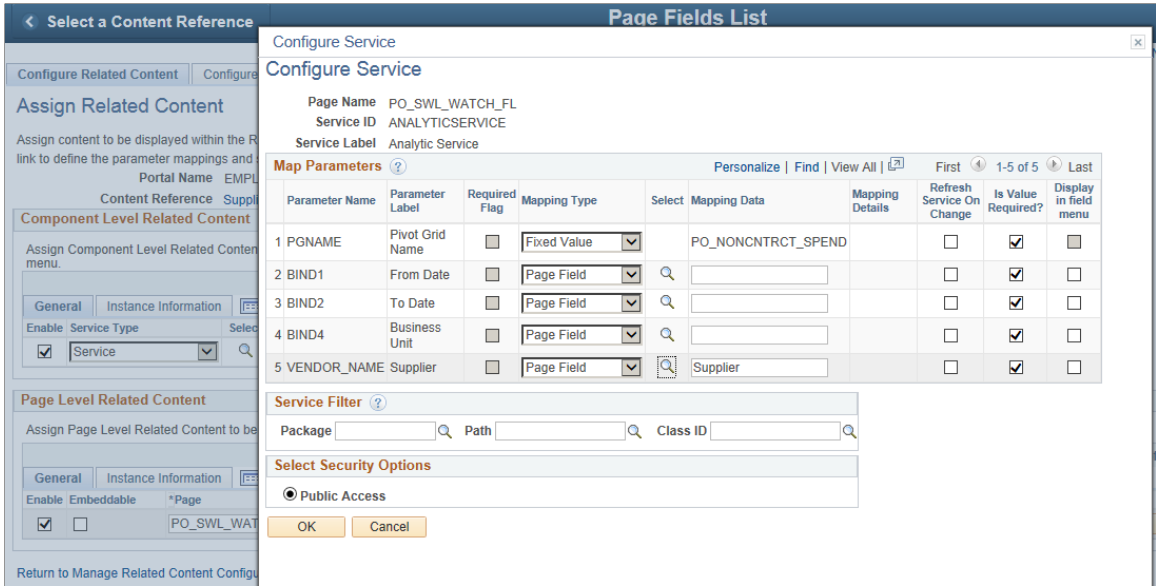 Select a Content Reference
Page Fields List
Configure Related Content
Configure
Assign Related Content
Assign content to be displayed within the R
link to define the parameter mappings and
Portal Name EMPL
Content Reference Suppli
Component Level Related Content
Assign Component Level Related Conten
menu.
General Instance Information
Enable Service Type Selec
Service
Page Level Related Content
Assign Page Level Related Content to be
General Instance Information
Enable Embeddable *Page
PO_SWL_WAT
Return to Manage Related Content Configu
Configure Service
Configure Service
Page Name PO_SWL_WATCH_FL
Service ID ANALYTICSERVICE
Service Label Analytic Service
Map Parameters ? Personalize | Find | View All | First 1-5 of 5 Last
Parameter Name Parameter Label Required Flag Mapping Type Select Mapping Data Mapping Details Refresh Service On Change Is Value Required? Display in field menu
1 PGNAME Pivot Grid Name Fixed Value PO_NONCNTRCT_SPEND
2 BIND1 From Date Page Field
3 BIND2 To Date Page Field
4 BIND4 Business Unit Page Field
5 VENDOR_NAME Supplier Page Field Supplier
Service Filter ?
Package Path Class ID
Select Security Options
Public Access
OK Cancel